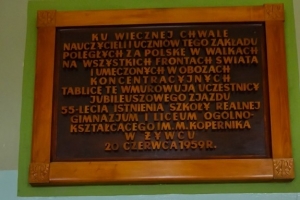 KU WIECZNEJ CHWALE
NAUCZYCIELI I UCZNIÓW TEGO ZAKŁADU
POLEGŁYCH ZA POLSKĘ W WALKACH
NA WSZYSTKICH FRONTACH ŚWIATA
I UMĘCZONYCH W OBOZACH
KONCENTRACYJNYCH
TABLICĘ TĘ WMUROWUJĄ UCZESTNICY
JUBILEUSZOWEGO ZJAZDU
55-LECIA ISTNIENIA SZKOŁY REALNEJ
GIMNAZJUM I LICEUM OGÓLNO-
KSZTAŁCĄCEGO IM. M. KOPERNIKA
W ŻYWCU
20 CZERWCA 1959R.